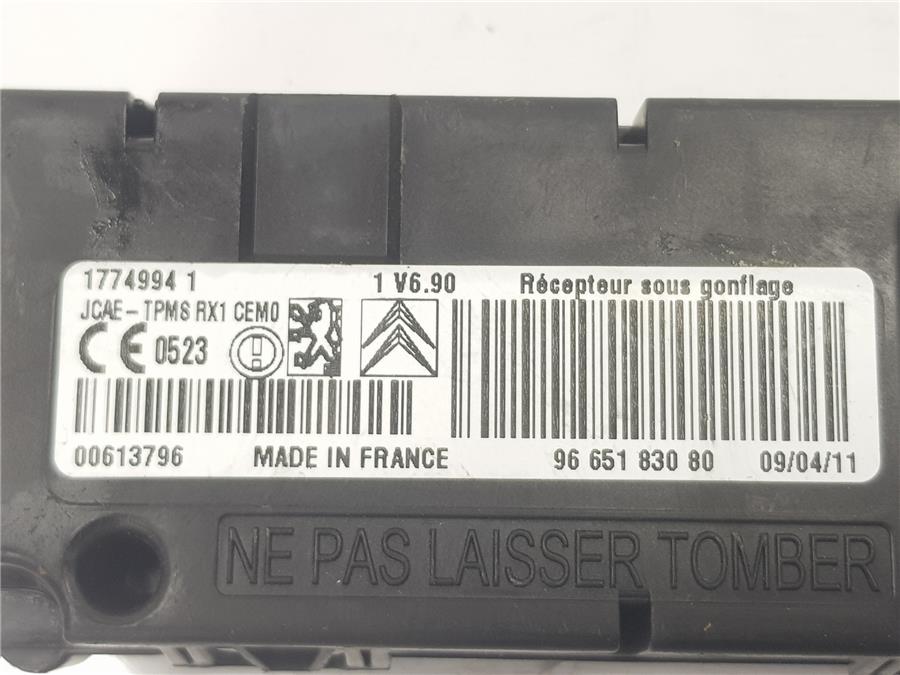 1774994 1 1 V6.90 Récepteur sous gonflage
JCAE-TPMS RX1 CEM0
CE 0523
00613796 MADE IN FRANCE 96 651 830 80 09/04/11
NE PAS LAISSER TOMBER